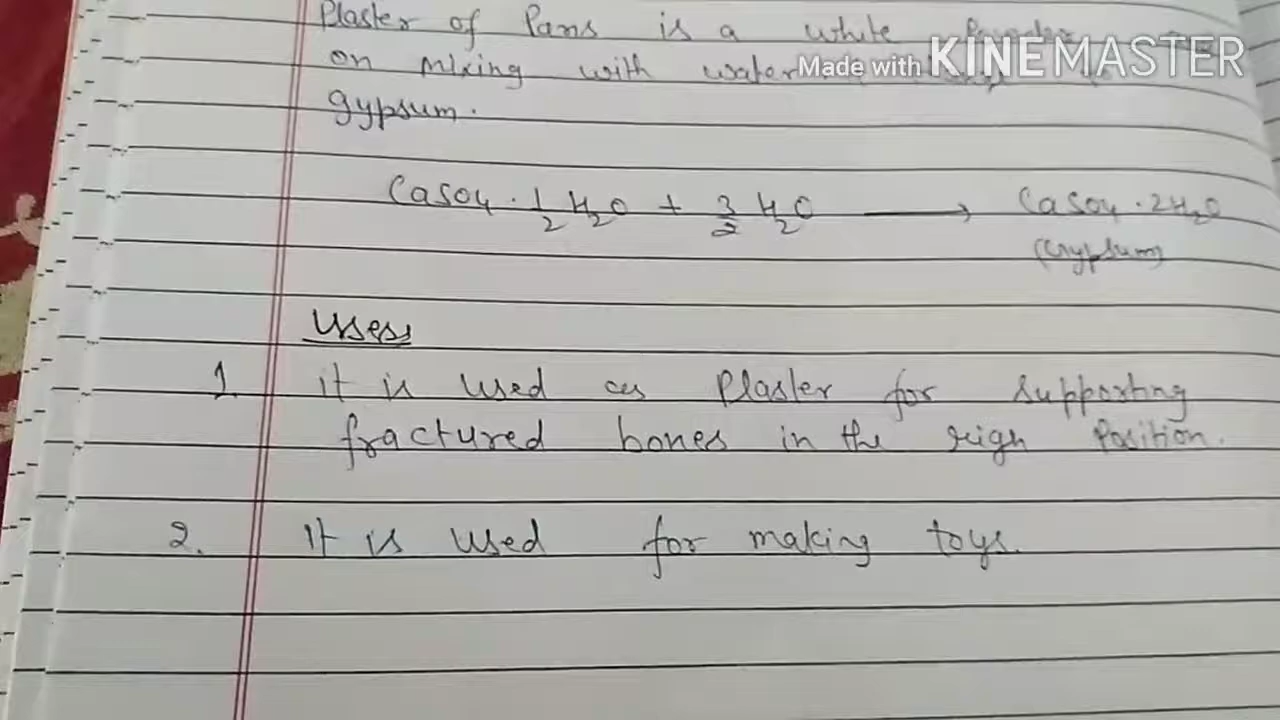 Plaster of Paris is a white
on mixing with water
Made with KINEMASTER
gypsum.
CaSO4 · 1/2 H2O + 3/2 H2O ⟶ CaSO4 · 2H2O
(Gypsum)
Uses
1. it is used as Plaster for supporting
fractured bones in the righ Position.
2. It is used for making toys.